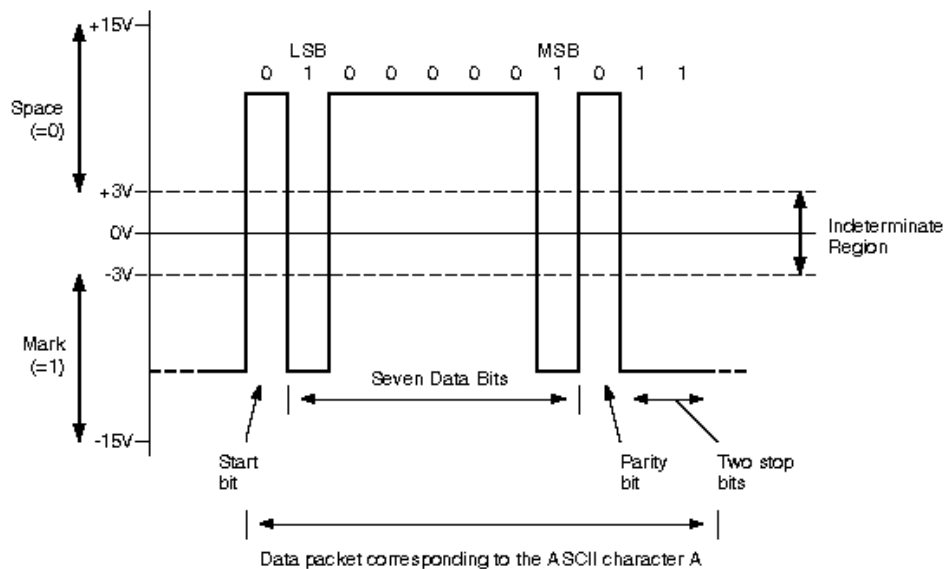 +15V
LSB MSB
0 1 0 0 0 0 0 1 0 1 1
Space
(=0)
+3V
0V
Indeterminate
Region
-3V
Mark
(=1)
Seven Data Bits
-15V
Start
bit
Parity
bit
Two stop
bits
Data packet corresponding to the ASCII character A